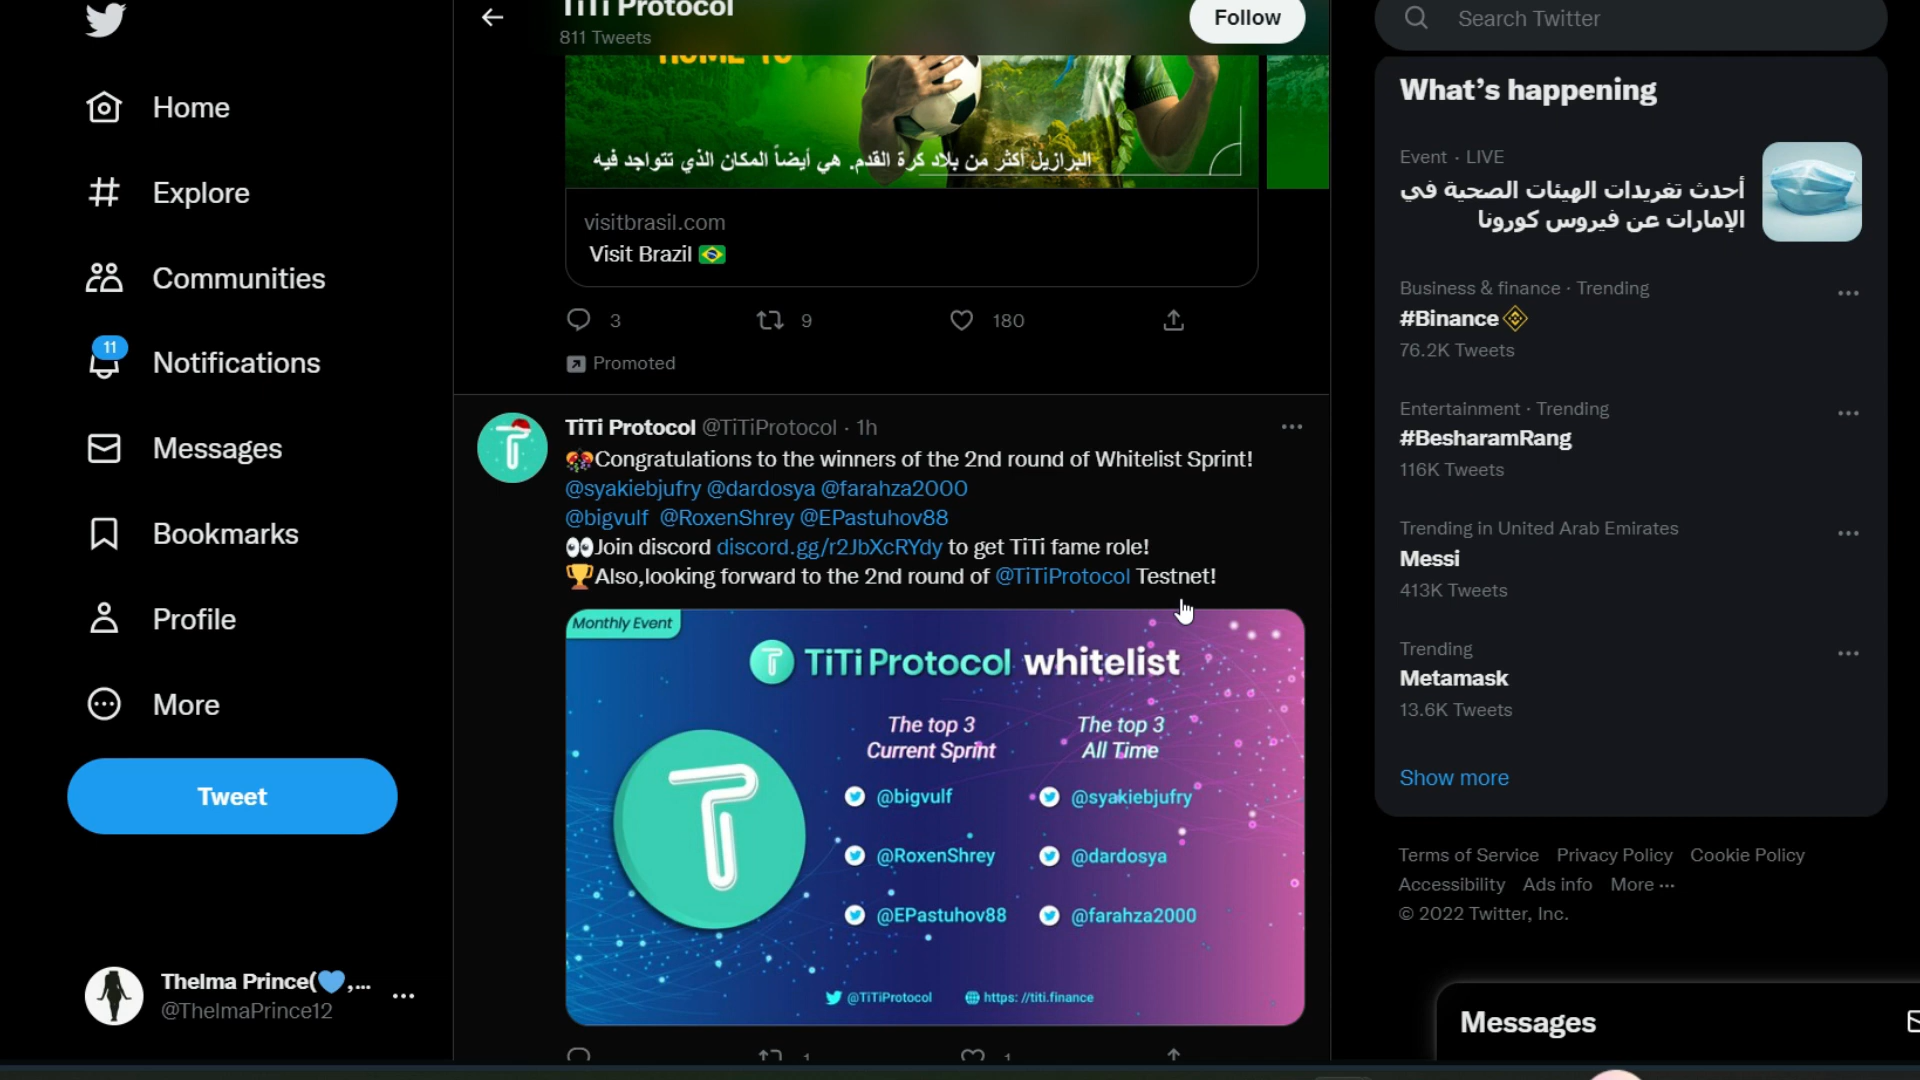 Home
Explore
Communities
11
Notifications
Messages
Bookmarks
Profile
More
Tweet
Thelma Prince(💙,...
@ThelmaPrince12
TiTi Protocol
811 Tweets
Follow
HOME TO
البرازيل أكثر من بلاد كرة القدم. هي أيضاً المكان الذي تتواجد فيه
visitbrasil.com
Visit Brazil 🇧🇷
3 9 180
Promoted
TiTi Protocol @TiTiProtocol · 1h
🎊Congratulations to the winners of the 2nd round of Whitelist Sprint!
@syakiebjufry @dardosya @farahza2000
@bigvulf @RoxenShrey @EPastuhov88
👀Join discord discord.gg/r2JbXcRYdy to get TiTi fame role!
🏆Also,looking forward to the 2nd round of @TiTiProtocol Testnet!
Monthly Event
TiTi Protocol whitelist
The top 3
Current Sprint
@bigvulf
@RoxenShrey
@EPastuhov88
The top 3
All Time
@syakiebjufry
@dardosya
@farahza2000
@TiTiProtocol https: //titi.finance
1 1
Search Twitter
What's happening
Event · LIVE
أحدث تغريدات الهيئات الصحية في
الإمارات عن فيروس كورونا
Business & finance · Trending
#Binance
76.2K Tweets
Entertainment · Trending
#BesharamRang
116K Tweets
Trending in United Arab Emirates
Messi
413K Tweets
Trending
Metamask
13.6K Tweets
Show more
Terms of Service Privacy Policy Cookie Policy
Accessibility Ads info More ···
© 2022 Twitter, Inc.
Messages